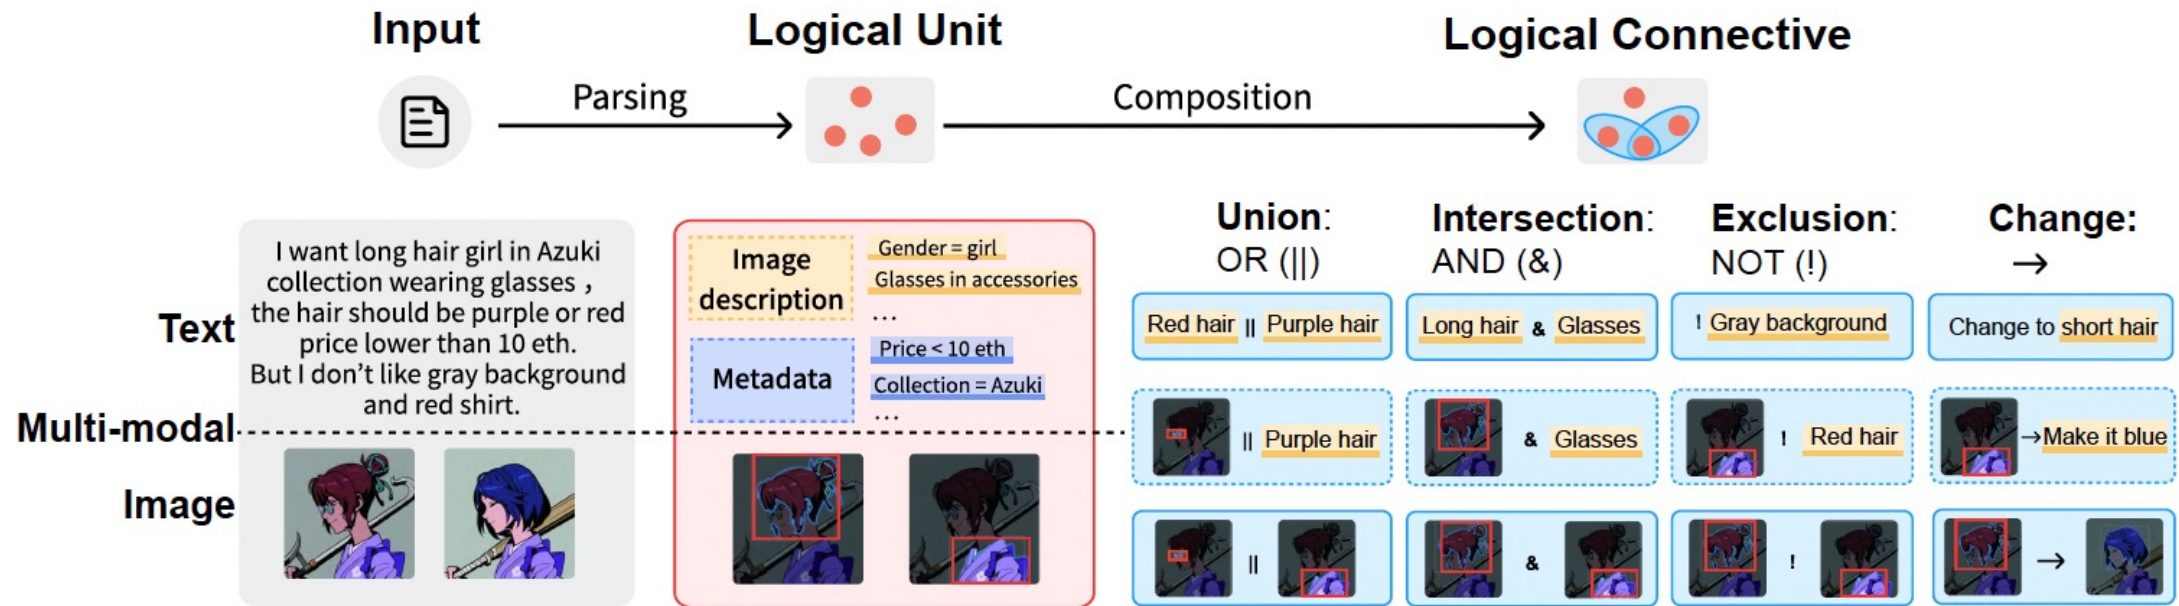 Input
Logical Unit
Logical Connective
Parsing
Composition
Text
Multi-modal
Image
I want long hair girl in Azuki
collection wearing glasses ,
the hair should be purple or red
price lower than 10 eth.
But I don't like gray background
and red shirt.
Image
description
Gender = girl
Glasses in accessories
...
Metadata
Price < 10 eth
Collection = Azuki
...
Union:
OR (||)
Intersection:
AND (&)
Exclusion:
NOT (!)
Change:
→
Red hair || Purple hair
Long hair & Glasses
! Gray background
Change to short hair
|| Purple hair
& Glasses
! Red hair
→Make it blue
||
&
!
→